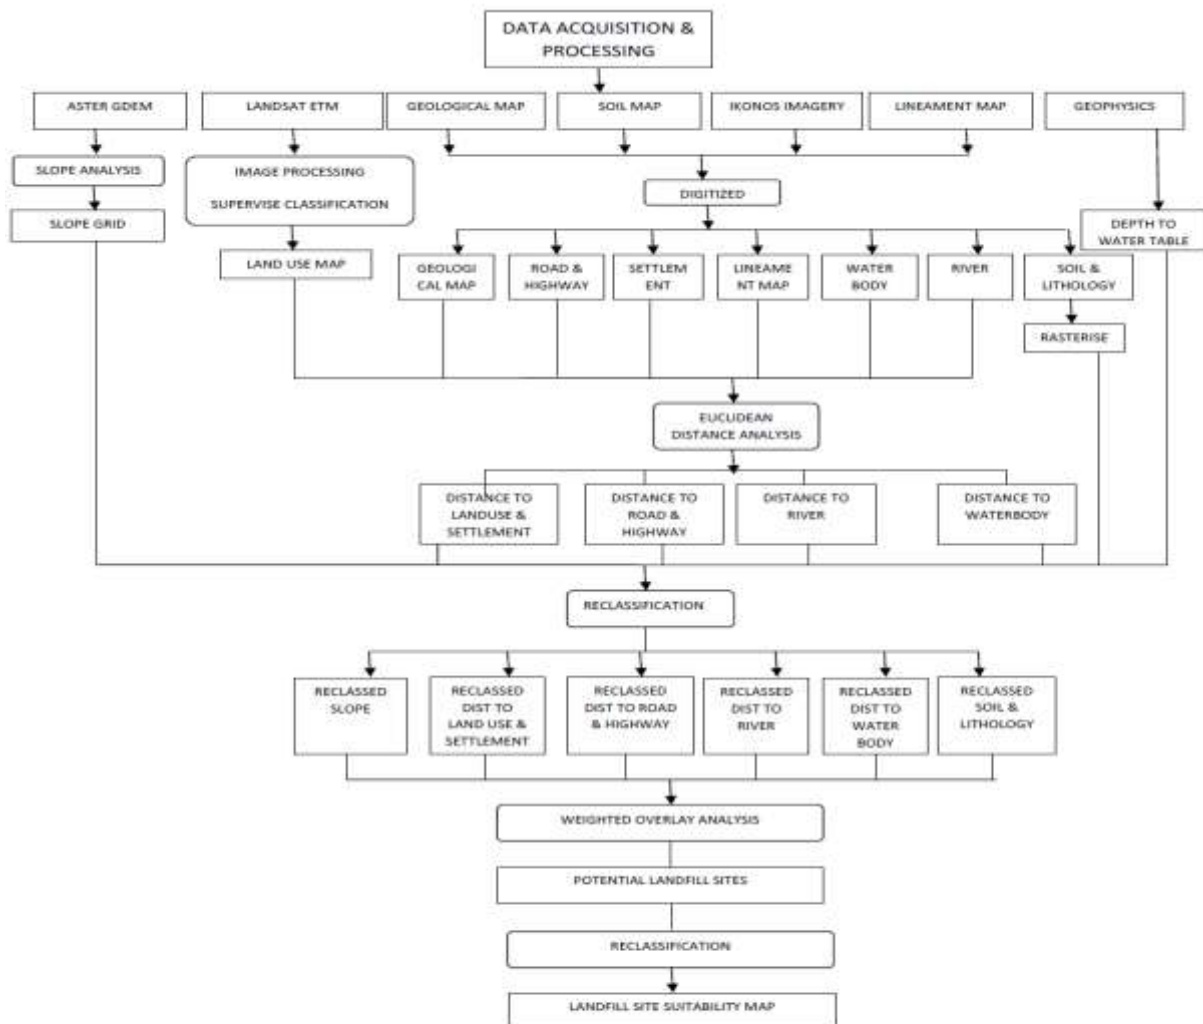 DATA ACQUISITION &
PROCESSING
ASTER GDEM
LANDSAT ETM
GEOLOGICAL MAP
SOIL MAP
IKONOS IMAGERY
LINEAMENT MAP
GEOPHYSICS
SLOPE ANALYSIS
IMAGE PROCESSING
SUPERVISE CLASSIFICATION
DIGITIZED
SLOPE GRID
DEPTH TO
WATER TABLE
LAND USE MAP
GEOLOGI
CAL MAP
ROAD &
HIGHWAY
SETTLEM
ENT
LINEAME
NT MAP
WATER
BODY
RIVER
SOIL
& LITHOLOGY
RASTERISE
EUCUDEAN
DISTANCE ANALYSIS
DISTANCE TO
LANDUSE &
SETTLEMENT
DISTANCE TO
ROAD &
HIGHWAY
DISTANCE TO
RIVER
DISTANCE TO
WATERBODY
RECLASSIFICATION
RECLASSED
SLOPE
RECLASSED
DIST TO
LAND USE &
SETTLEMENT
RECLASSED
DIST TO ROAD
& HIGHWAY
RECLASSED
DIST TO
RIVER
RECLASSED
DIST TO
WATER
BODY
RECLASSED
SOIL &
LITHOLOGY
WEIGHTED OVERLAY ANALYSIS
POTENTIAL LANDFILL SITES
RECLASSIFICATION
LANDFILL SITE SUITABILITY MAP